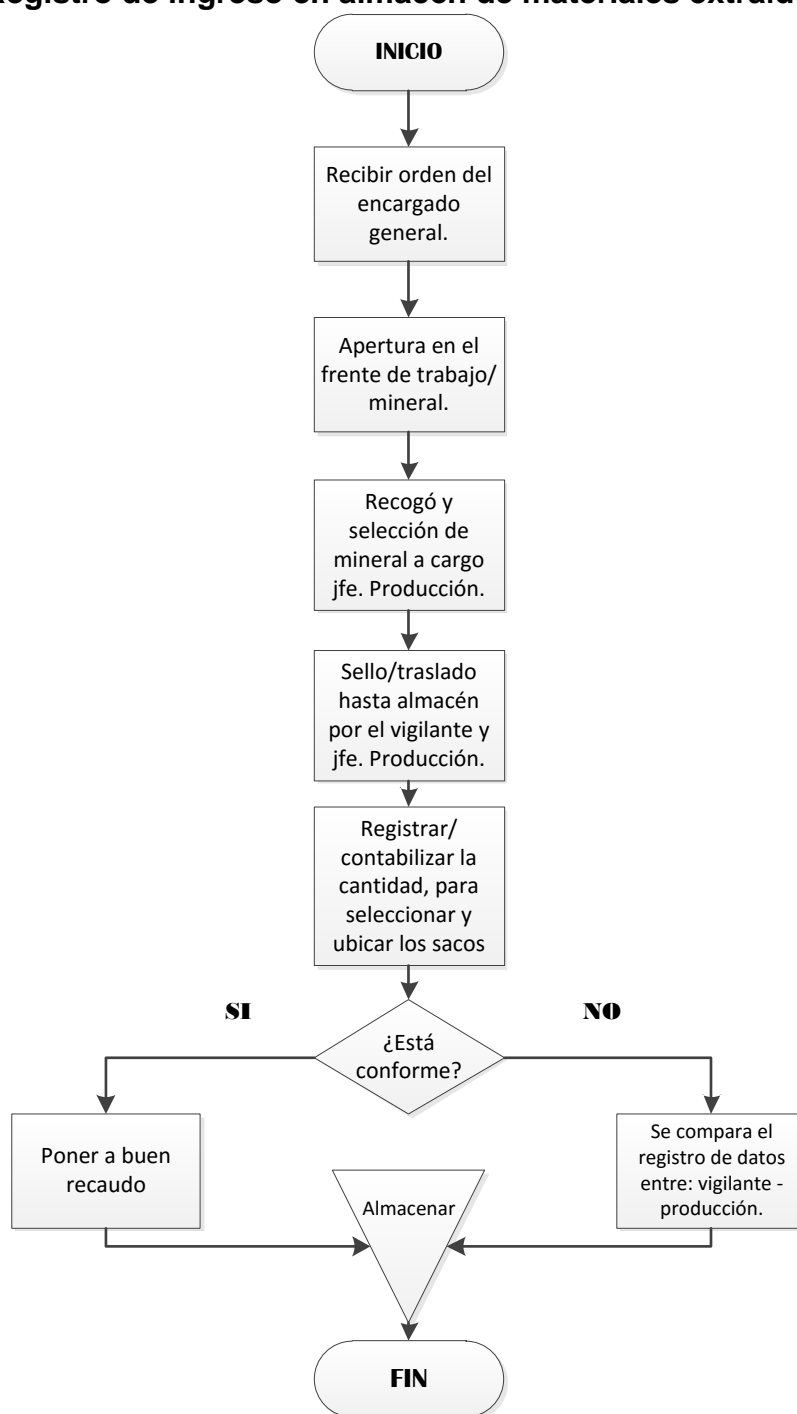 Registro de ingreso en almacén de materiales extraíd
INICIO
Recibir orden del
encargado
general.
Apertura en el
frente de trabajo/
mineral.
Recogó y
selección de
mineral a cargo
jfe. Producción.
Sello/traslado
hasta almacén
por el vigilante y
jfe. Producción.
Registrar/
contabilizar la
cantidad, para
seleccionar y
ubicar los sacos
SI
NO
¿Está
conforme?
Poner a buen
recaudo
Se compara el
registro de datos
entre: vigilante -
producción.
Almacenar
FIN